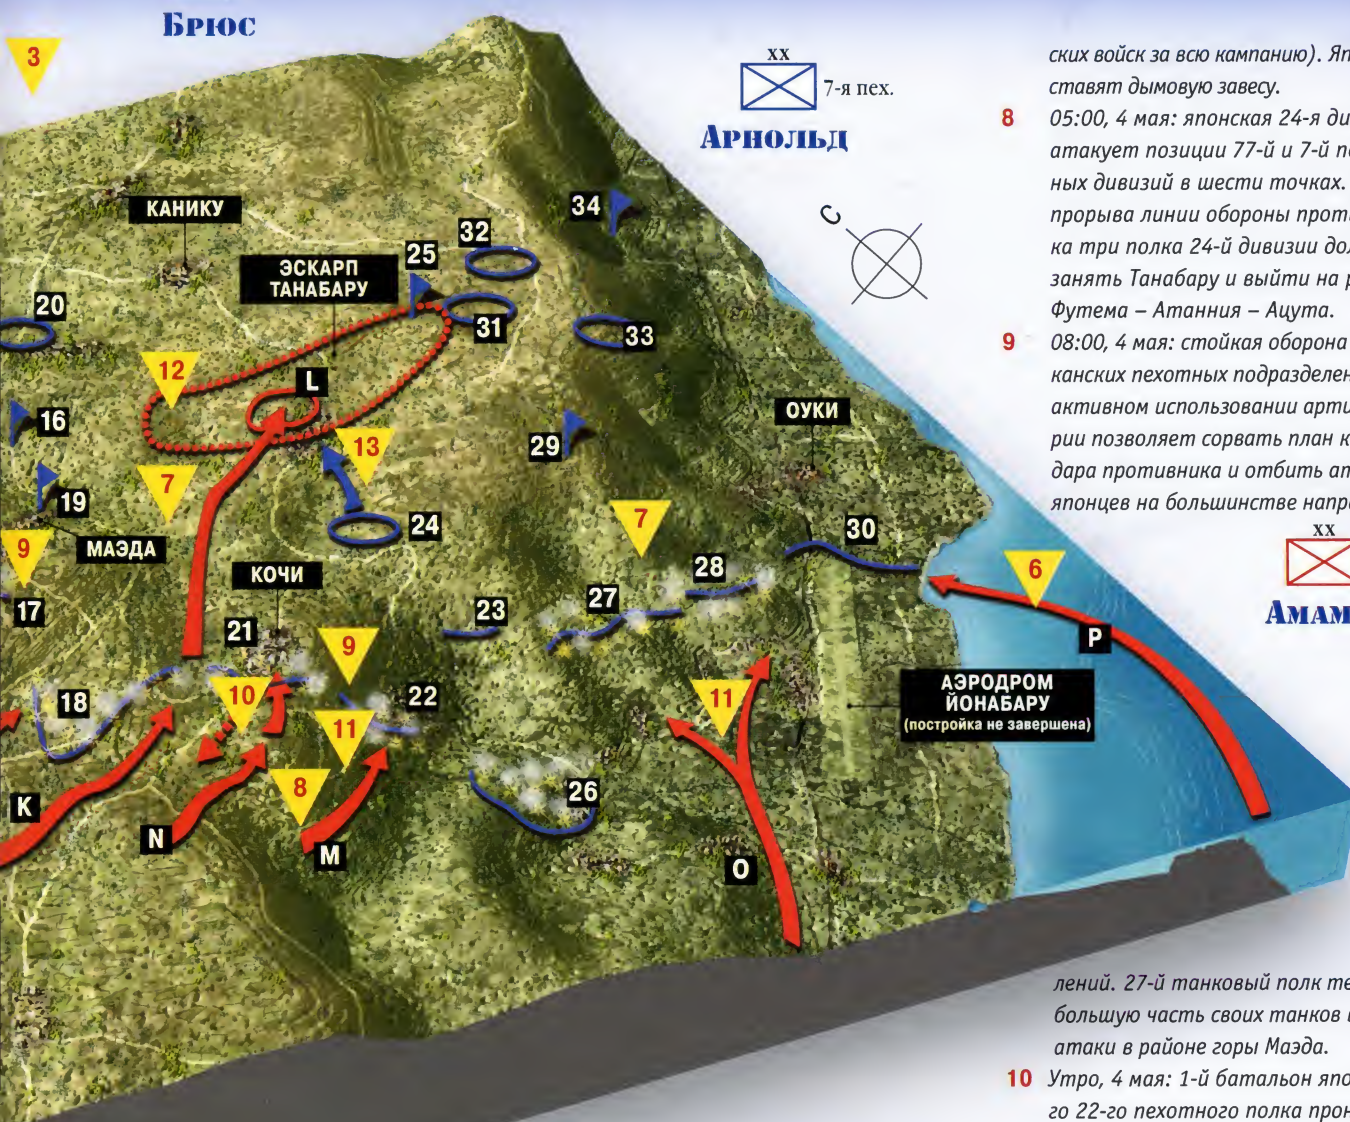 Брюс
3
XX
7-я пех.
Арнольд
С
КАНИКУ
ЭСКАРП
ТАНАБАРУ
34
32
25
31
33
20
12
L
16
13
29
7
19
ОУКИ
МАЭДА
9
24
7
30
17
КОЧИ
28
27
23
6
21
9
P
10
22
18
11
11
АЭРОДРОМ
ЙОНАБАРУ
(постройка не завершена)
8
26
K
N
M
O
ских войск за всю кампанию). Яп
ставят дымовую завесу.
8 05:00, 4 мая: японская 24-я ди
атакует позиции 77-й и 7-й п
ных дивизий в шести точках.
прорыва линии обороны прот
ка три полка 24-й дивизии дол
занять Танабару и выйти на р
Футема – Атанния – Ацута.
9 08:00, 4 мая: стойкая оборона
канских пехотных подразделен
активном использовании арти
рии позволяет сорвать план к
дара противника и отбить ат
японцев на большинстве напр
XX
Амам
лений. 27-й танковый полк те
большую часть своих танков
атаки в районе горы Маэда.
10 Утро, 4 мая: 1-й батальон япо
го 22-го пехотного полка прон